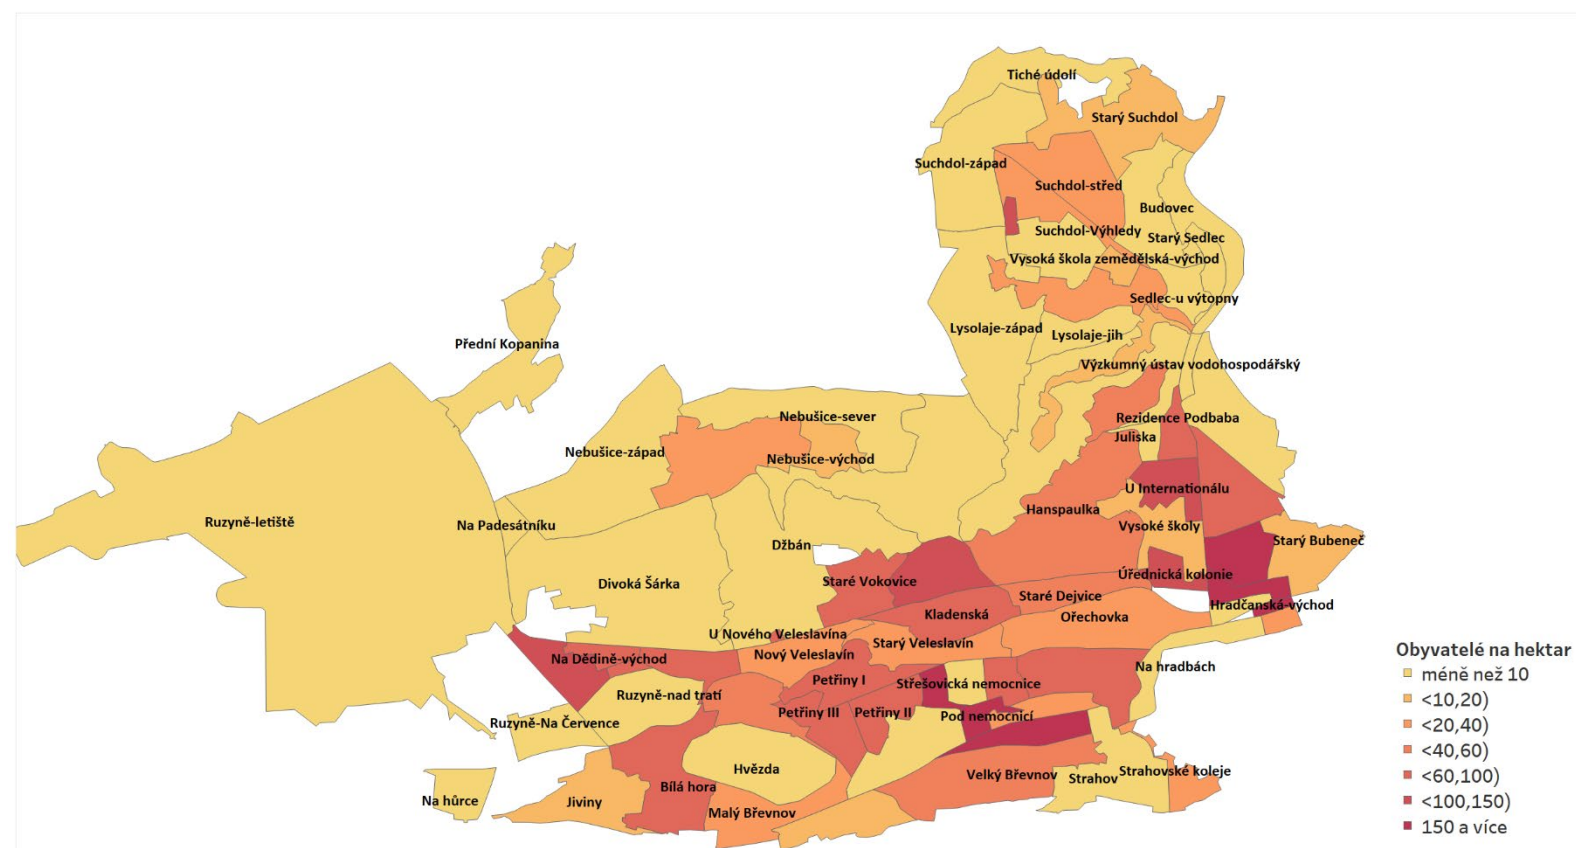 Tiché údolí
Starý Suchdol
Suchdol-západ
Suchdol-střed
Budovec
Suchdol-Výhledy
Starý Sedlec
Vysoká škola zemědělská-východ
Sedlec-u výtopny
Lysolaje-západ
Lysolaje-jih
Přední Kopanina
Výzkumný ústav vodohospodářský
Nebušice-sever
Rezidence Podbaba
Juliska
Nebušice-západ
Nebušice-východ
U Internationálu
Hanspaulka
Ruzyně-letiště
Na Padesátníku
Vysoké školy
Starý Bubeneč
Džbán
Divoká Šárka
Staré Vokovice
Úřednická kolonie
Staré Dejvice
Hradčanská-východ
Kladenská
Ořechovka
U Nového Veleslavína
Starý Veleslavín
Na Dědině-východ
Nový Veleslavín
Na hradbách
Petřiny I
Střešovická nemocnice
Ruzyně-nad tratí
Petřiny III
Petřiny II
Pod nemocnicí
Ruzyně-Na Července
Hvězda
Velký Břevnov
Strahov
Strahovské koleje
Bílá hora
Na hůrce
Jiviny
Malý Břevnov
Obyvatelé na hektar
méně než 10
<10,20)
<20,40)
<40,60)
<60,100)
<100,150)
150 a více